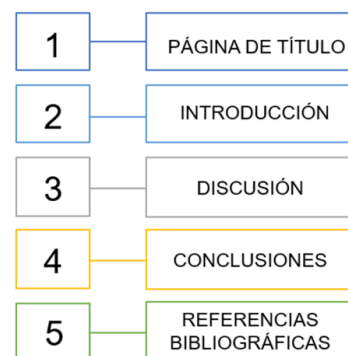 1
PÁGINA DE TÍTULO
2
INTRODUCCIÓN
3
DISCUSIÓN
4
CONCLUSIONES
5
REFERENCIAS
BIBLIOGRÁFICAS